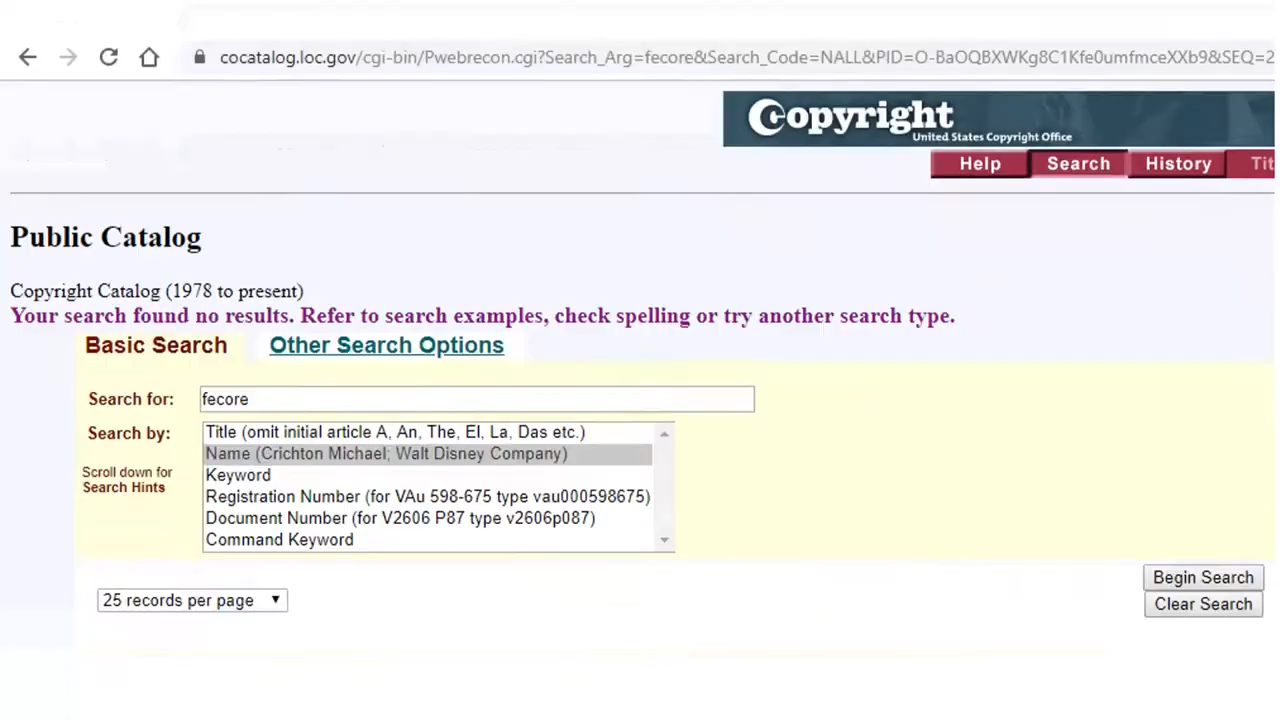 cocatalog.loc.gov/cgi-bin/Pwebrecon.cgi?Search_Arg=fecore&Search_Code=NALL&PID=O-BaOQBXWKg8C1Kfe0umfmceXXb9&SEQ=2
Copyright
United States Copyright Office
Help Search History Tit
Public Catalog
Copyright Catalog (1978 to present)
Your search found no results. Refer to search examples, check spelling or try another search type.
Basic Search Other Search Options
Search for: fecore
Search by: Title (omit initial article A, An, The, El, La, Das etc.)
Name (Crichton Michael; Walt Disney Company)
Scroll down for
Search Hints
Keyword
Registration Number (for VAu 598-675 type vau000598675)
Document Number (for V2606 P87 type v2606p087)
Command Keyword
25 records per page
Begin Search
Clear Search